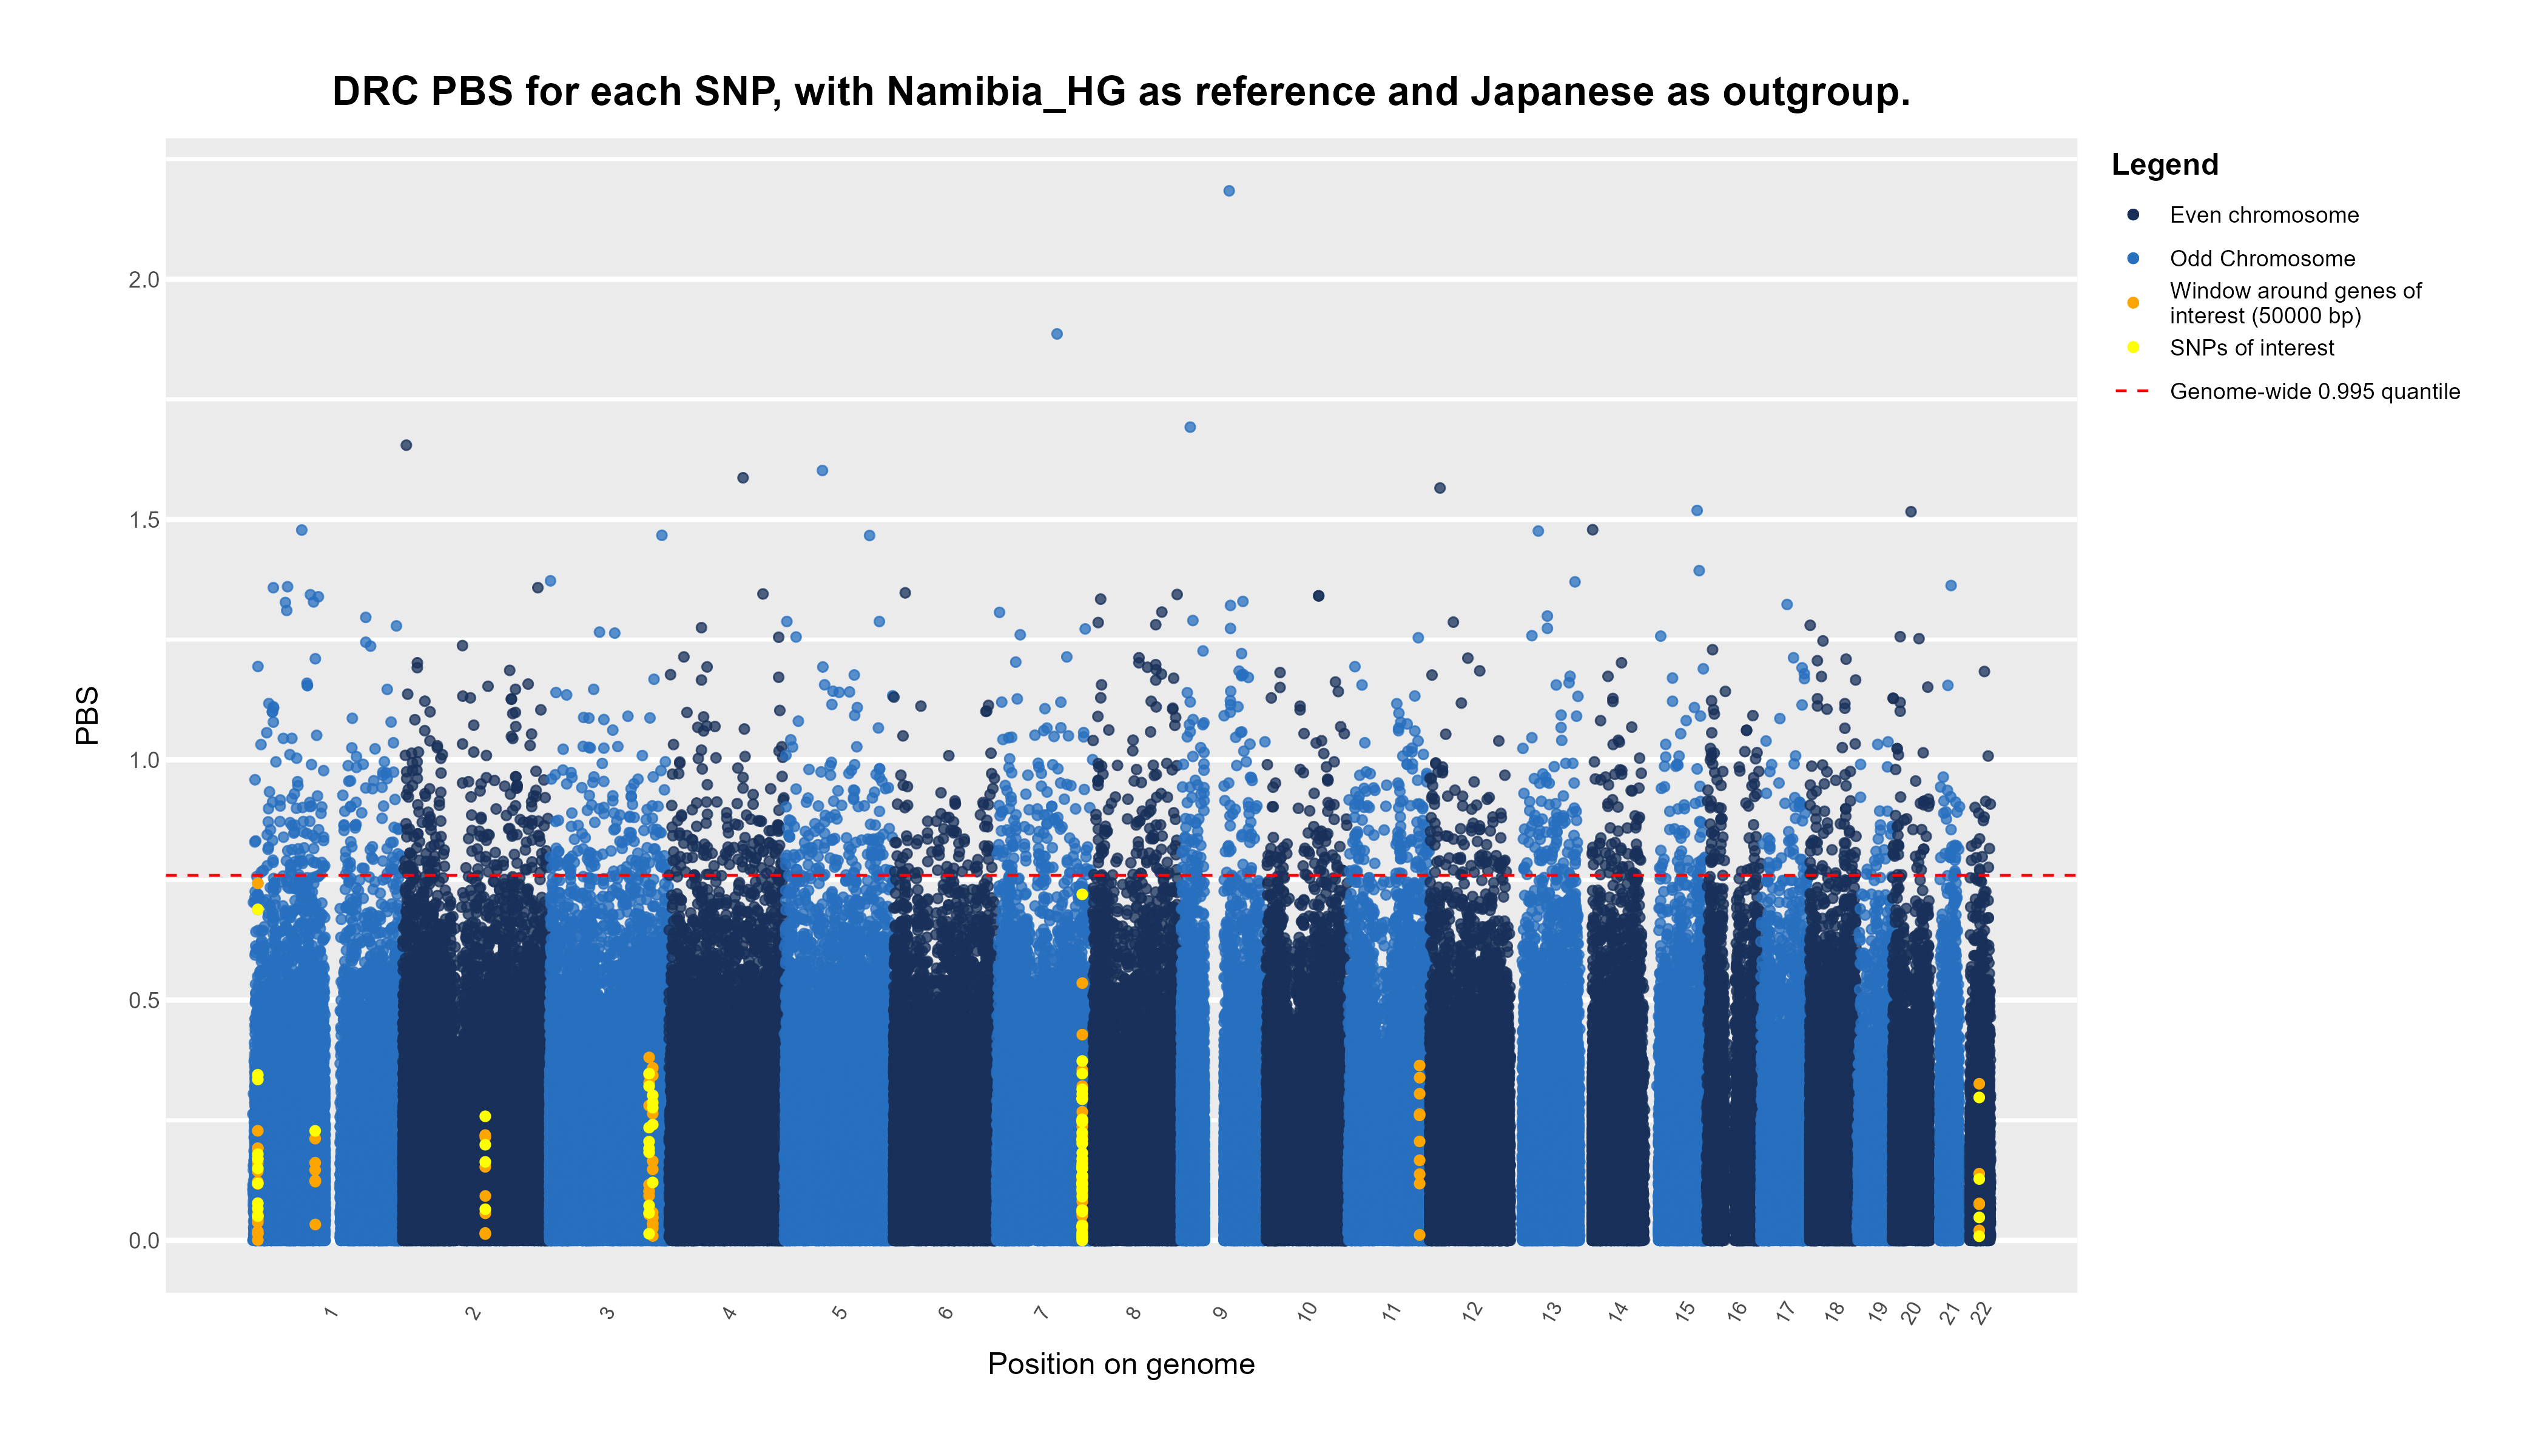 DRC PBS for each SNP, with Namibia_HG as reference and Japanese as outgroup.
Legend
Even chromosome
Odd Chromosome
Window around genes of
interest (50000 bp)
SNPs of interest
Genome-wide 0.995 quantile
PBS
2.0
1.5
1.0
0.5
0.0
1 2 3 4 5 6 7 8 9 10 11 12 13 14 15 16 17 18 19 20 21 22
Position on genome